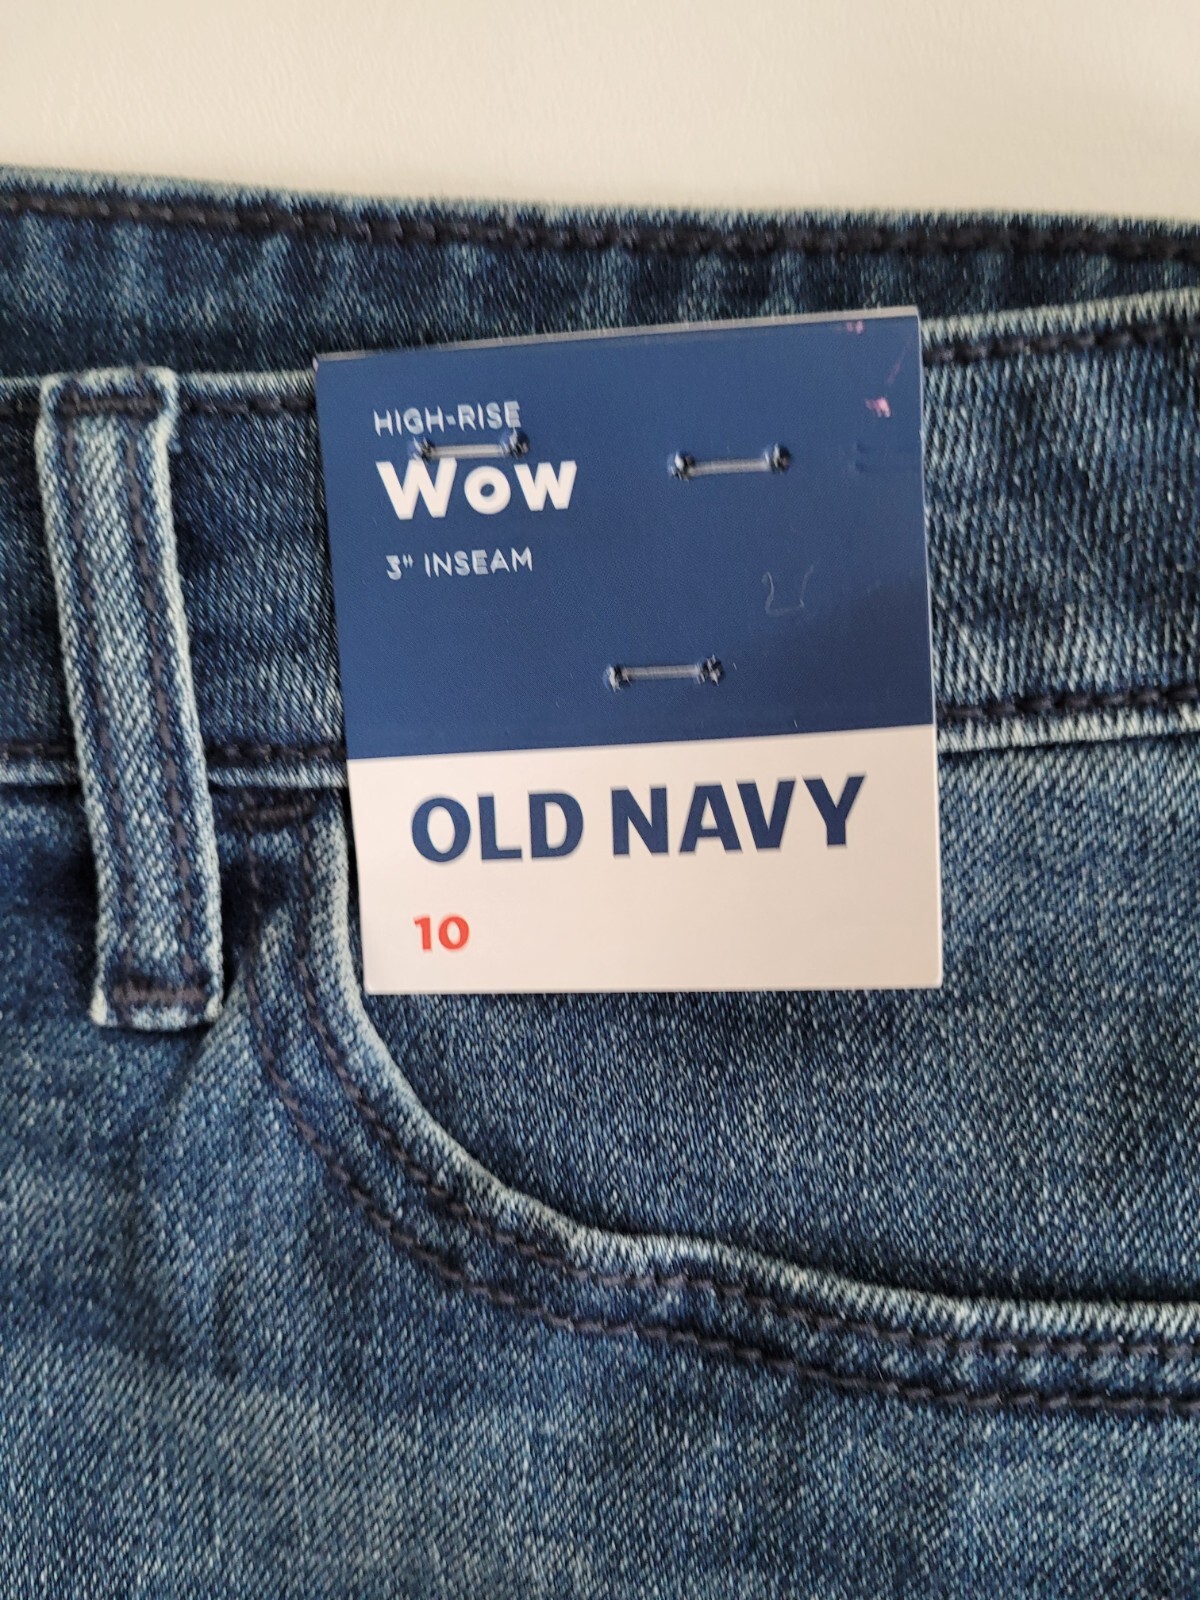 HIGH-RISE
Wow
3" INSEAM
OLD NAVY
10